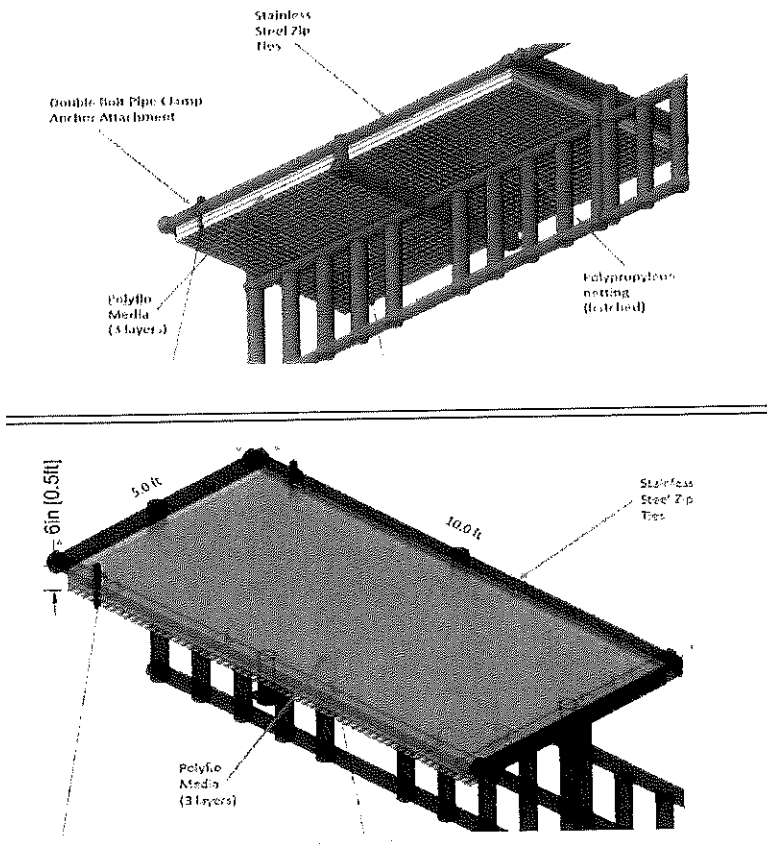 Stainless
Steel Zip
Ties
Double Bolt Pipe Clamp
Anchor Attachment
Polyflo
Media
(3 layers)
Polypropylene
netting
(hatched)
6in [0.5ft]
5.0 ft
10.0 ft
Stainless
Steel Zip
Ties
Polyflo
Media
(3 layers)